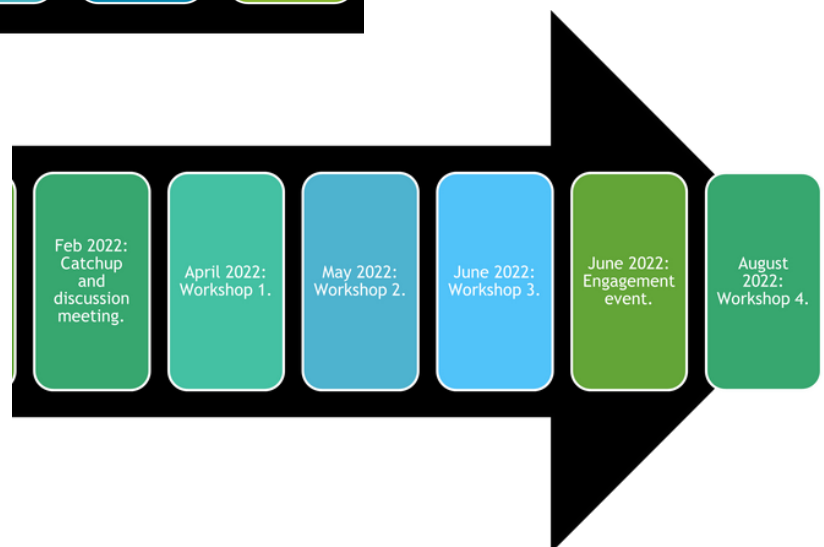 Feb 2022:
Catchup
and
discussion
meeting.
April 2022:
Workshop 1.
May 2022:
Workshop 2.
June 2022:
Workshop 3.
June 2022:
Engagement
event.
August
2022:
Workshop 4.